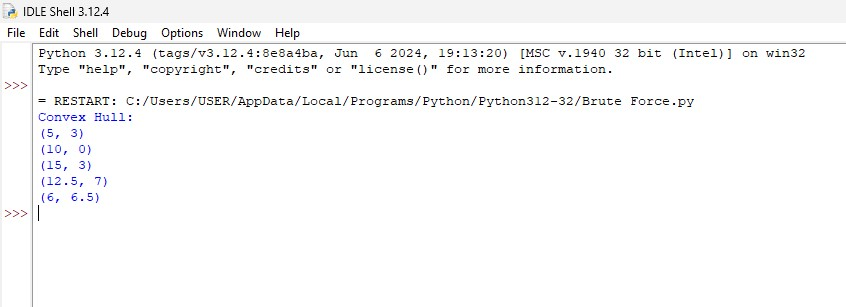 IDLE Shell 3.12.4
File Edit Shell Debug Options Window Help
Python 3.12.4 (tags/v3.12.4:8e8a4ba, Jun  6 2024, 19:13:20) [MSC v.1940 32 bit (Intel)] on win32
Type "help", "copyright", "credits" or "license()" for more information.
>>>
= RESTART: C:/Users/USER/AppData/Local/Programs/Python/Python312-32/Brute Force.py
Convex Hull:
(5, 3)
(10, 0)
(15, 3)
(12.5, 7)
(6, 6.5)
>>>